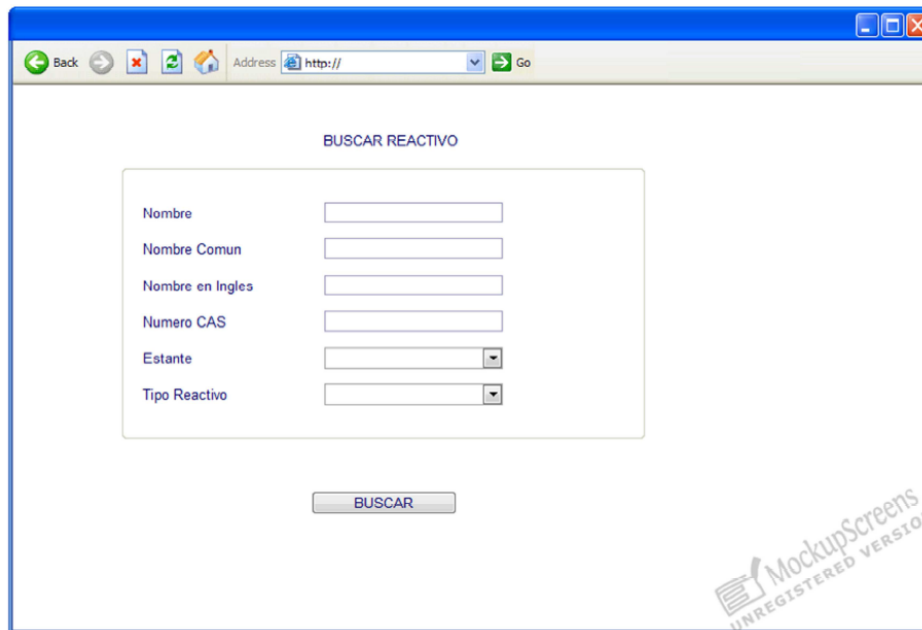 Back Address http:// Go
BUSCAR REACTIVO
Nombre
Nombre Comun
Nombre en Ingles
Numero CAS
Estante
Tipo Reactivo
BUSCAR
MockupScreens
UNREGISTERED VERSION